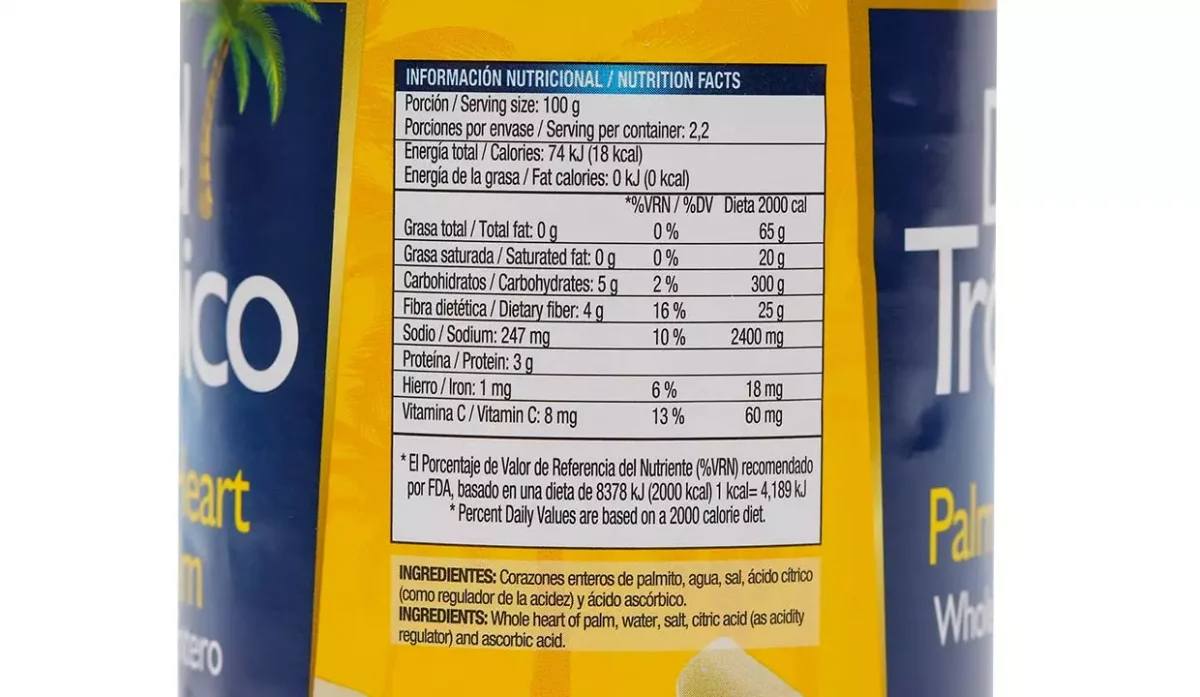 INFORMACIÓN NUTRICIONAL / NUTRITION FACTS
Porción / Serving size: 100 g
Porciones por envase / Serving per container: 2,2
Energía total / Calories: 74 kJ (18 kcal)
Energía de la grasa / Fat calories: 0 kJ (0 kcal)
*%VRN / %DV Dieta 2000 cal
Grasa total / Total fat: 0 g 0 % 65 g
Grasa saturada / Saturated fat: 0 g 0 % 20 g
Carbohidratos / Carbohydrates: 5 g 2 % 300 g
Fibra dietética / Dietary fiber: 4 g 16 % 25 g
Sodio / Sodium: 247 mg 10 % 2400 mg
Proteína / Protein: 3 g
Hierro / Iron: 1 mg 6 % 18 mg
Vitamina C / Vitamin C: 8 mg 13 % 60 mg
* El Porcentaje de Valor de Referencia del Nutriente (%VRN) recomendado
por FDA, basado en una dieta de 8378 kJ (2000 kcal) 1 kcal= 4,189 kJ
* Percent Daily Values are based on a 2000 calorie diet.
INGREDIENTES: Corazones enteros de palmito, agua, sal, ácido cítrico
(como regulador de la acidez) y ácido ascórbico.
INGREDIENTS: Whole heart of palm, water, salt, citric acid (as acidity
regulator) and ascorbic acid.
ico
eart
m
tero
Tró
Palm
Whole